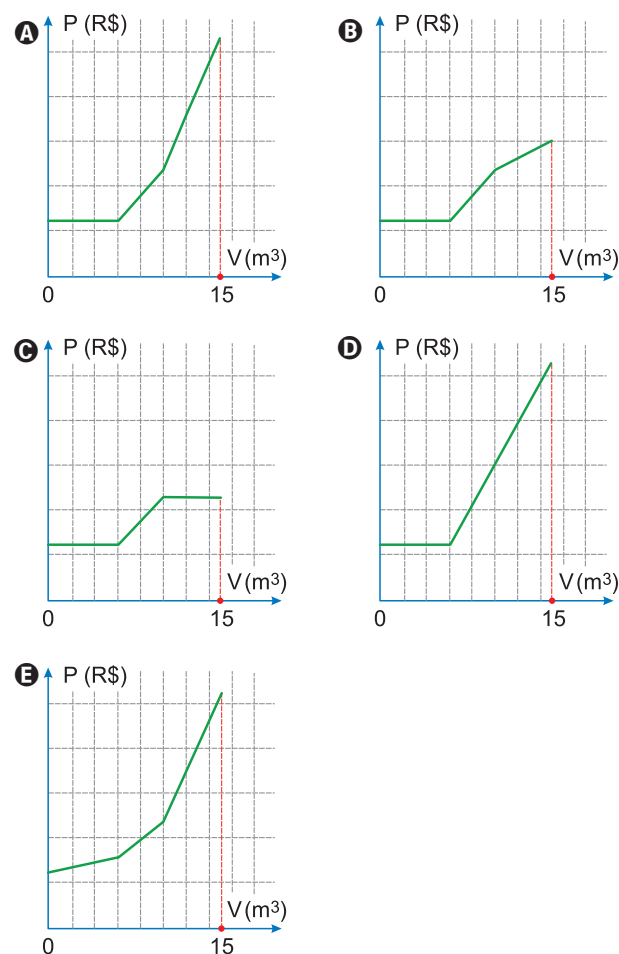 A P (R$)
V (m³)
0 15
B P (R$)
V (m³)
0 15
C P (R$)
V (m³)
0 15
D P (R$)
V (m³)
0 15
E P (R$)
V (m³)
0 15